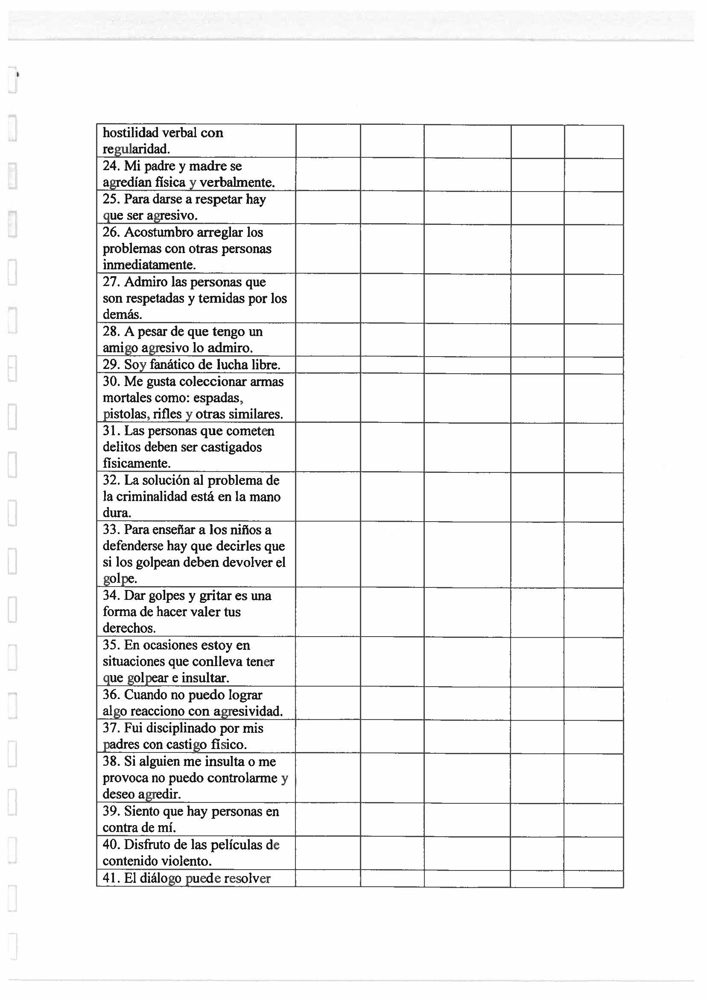 hostilidad verbal con
regularidad.
24. Mi padre y madre se
agredían física y verbalmente.
25. Para darse a respetar hay
que ser agresivo.
26. Acostumbro arreglar los
problemas con otras personas
inmediatamente.
27. Admiro las personas que
son respetadas y temidas por los
demás.
28. A pesar de que tengo un
amigo agresivo lo admiro.
29. Soy fanático de lucha libre.
30. Me gusta coleccionar armas
mortales como: espadas,
pistolas, rifles y otras similares.
31. Las personas que cometen
delitos deben ser castigados
físicamente.
32. La solución al problema de
la criminalidad está en la mano
dura.
33. Para enseñar a los niños a
defenderse hay que decirles que
si los golpean deben devolver el
golpe.
34. Dar golpes y gritar es una
forma de hacer valer tus
derechos.
35. En ocasiones estoy en
situaciones que conlleva tener
que golpear e insultar.
36. Cuando no puedo lograr
algo reacciono con agresividad.
37. Fui disciplinado por mis
padres con castigo físico.
38. Si alguien me insulta o me
provoca no puedo controlarme y
deseo agredir.
39. Siento que hay personas en
contra de mí.
40. Disfruto de las películas de
contenido violento.
41. El diálogo puede resolver